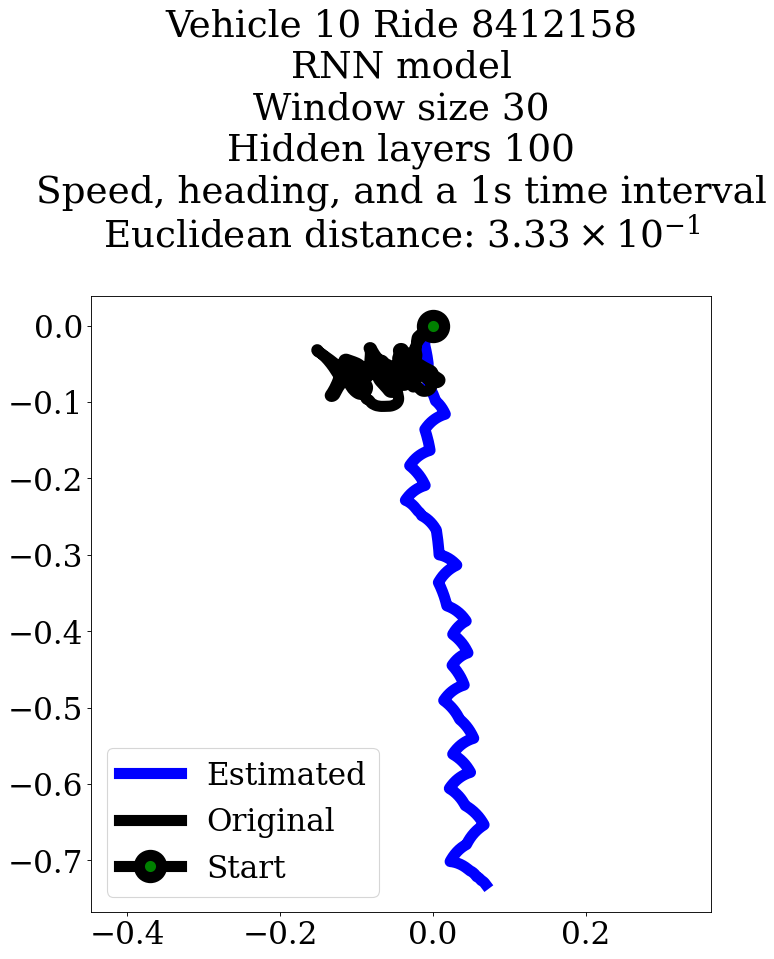 Vehicle 10 Ride 8412158
RNN model
Window size 30
Hidden layers 100
Speed, heading, and a 1s time interval
Euclidean distance: 3.33 × 10⁻¹
0.0
−0.1
−0.2
−0.3
−0.4
−0.5
−0.6
−0.7
Estimated
Original
Start
−0.4 −0.2 0.0 0.2